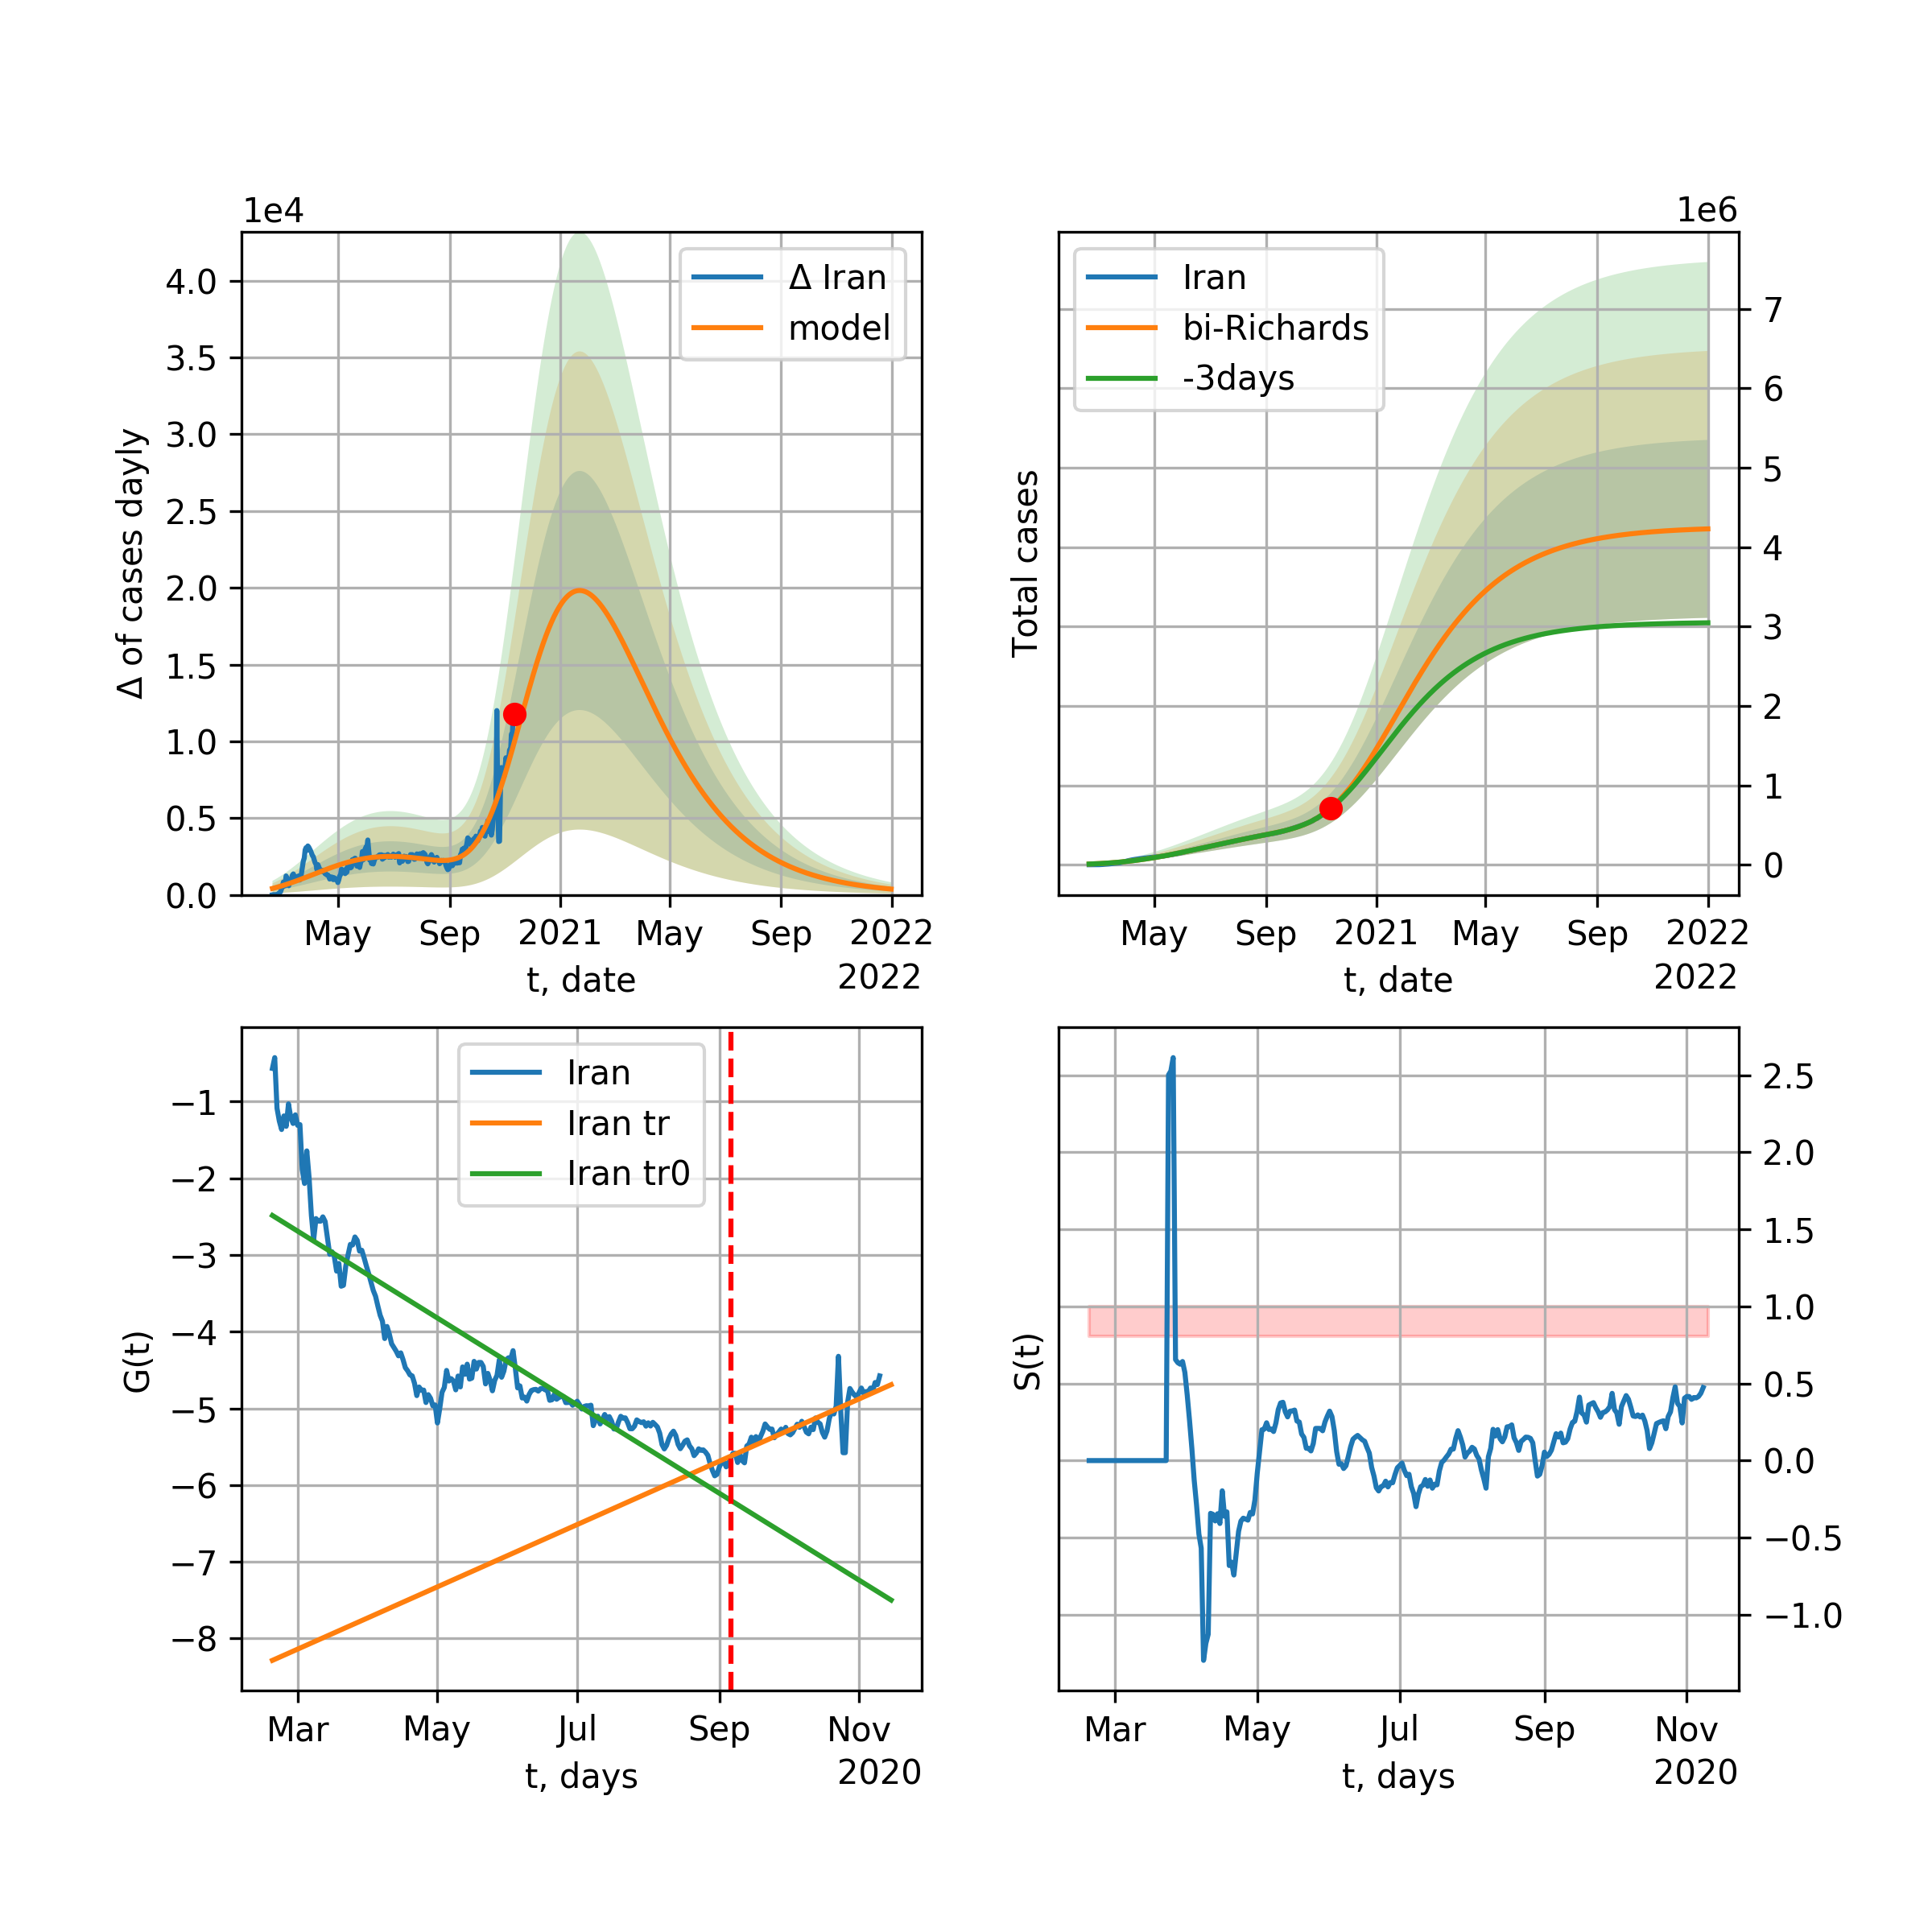 1e4
Δ of cases dayly
4.0
3.5
3.0
2.5
2.0
1.5
1.0
0.5
0.0
Δ Iran
model
May Sep 2021 May Sep 2022
t, date 2022
1e6
Total cases
Iran
bi-Richards
-3days
7
6
5
4
3
2
1
0
May Sep 2021 May Sep 2022
t, date 2022
G(t)
−1
−2
−3
−4
−5
−6
−7
−8
Iran
Iran tr
Iran tr0
Mar May Jul Sep Nov
t, days 2020
S(t)
2.5
2.0
1.5
1.0
0.5
0.0
−0.5
−1.0
Mar May Jul Sep Nov
t, days 2020